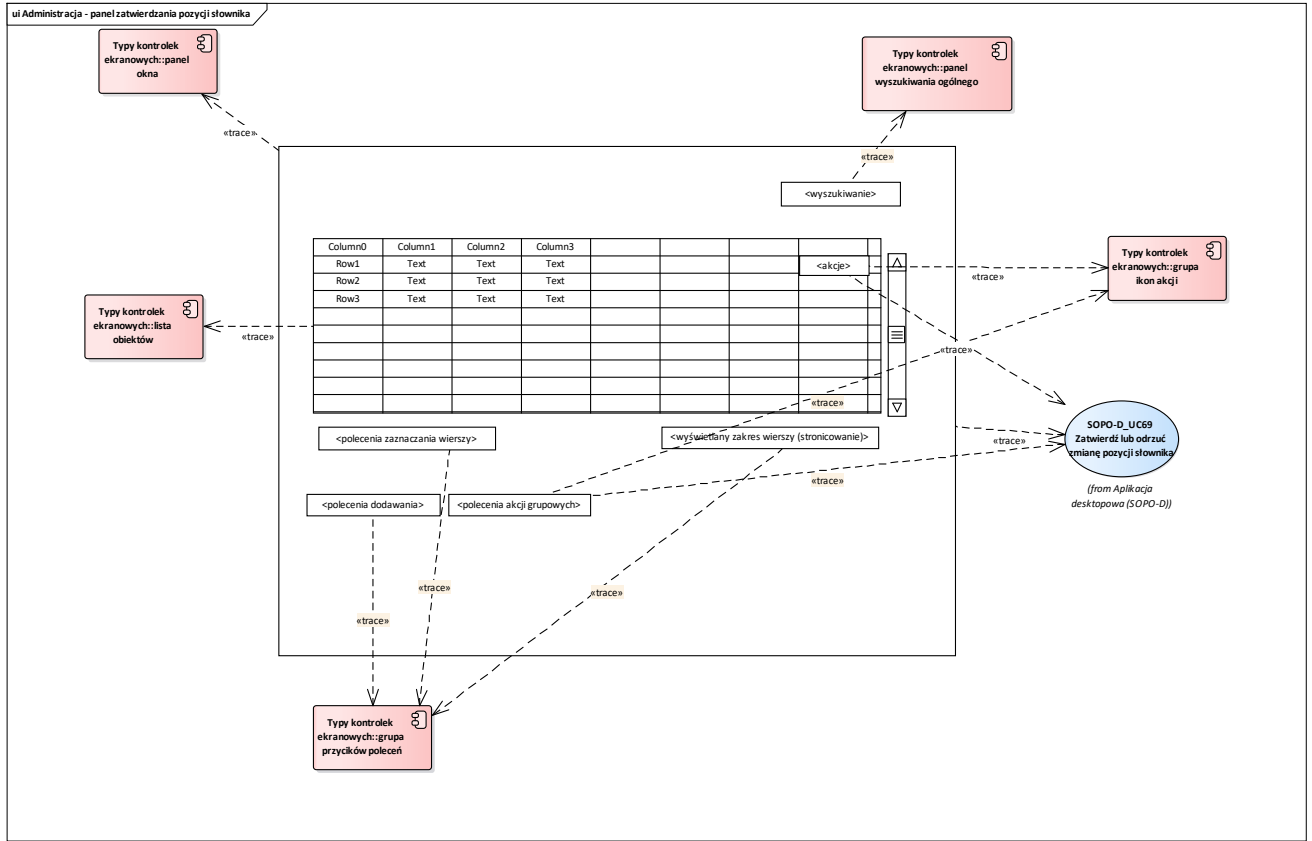 ui Administracja - panel zatwierdzania pozycji słownika
Typy kontrolek
ekranowych::panel
okna
Typy kontrolek
ekranowych::panel
wyszukiwania ogólnego
«trace»
«trace»
<wyszukiwanie>
Column0 Column1 Column2 Column3
Row1 Text Text Text
Row2 Text Text Text
Row3 Text Text Text
<akcje>
Typy kontrolek
ekranowych::grupa
ikon akcji
«trace»
Typy kontrolek
ekranowych::lista
obiektów
«trace»
«trace»
«trace»
<polecenia zaznaczania wierszy>
<wyświetlany zakres wierszy (stronicowanie)>
«trace»
SOPO-D_UC69
Zatwierdź lub odrzuć
zmianę pozycji słownika
(from Aplikacja
desktopowa (SOPO-D))
«trace»
<polecenia dodawania>
<polecenia akcji grupowych>
«trace»
«trace»
«trace»
Typy kontrolek
ekranowych::grupa
przycików poleceń